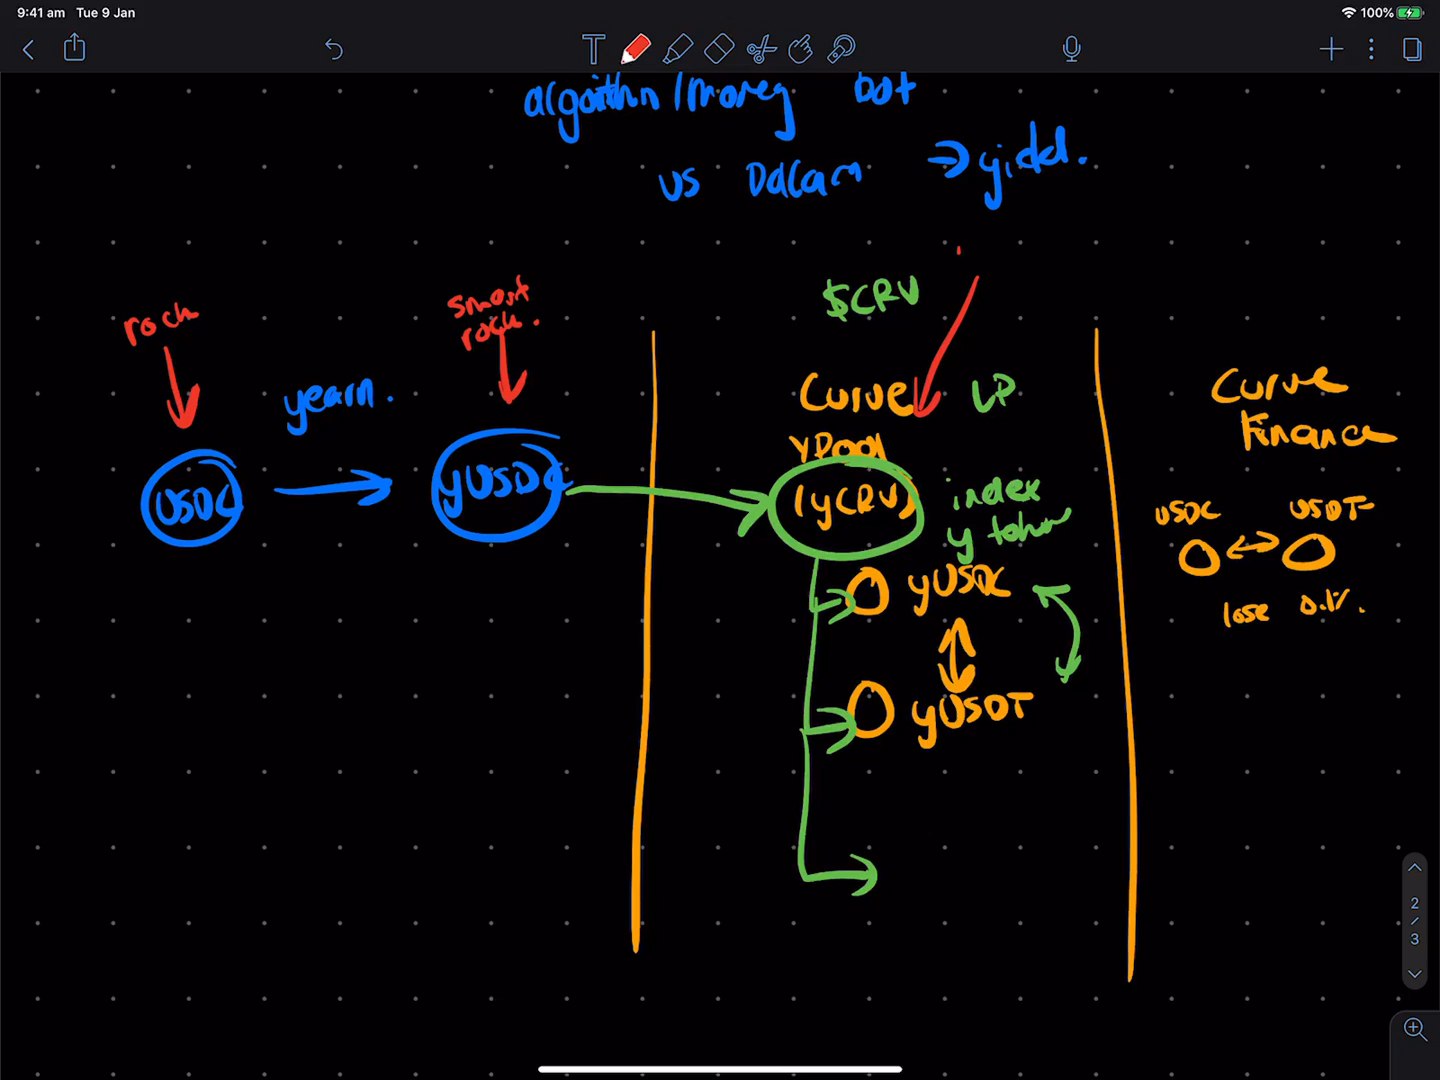 9:41 am Tue 9 Jan
100%
T
algorithm / money bot
vs → yield.
$CRV
smart
rock.
rock
yearn.
Curve LP
Curve
Finance
YPool
USDC
yUSDC
(yCRV)
index
y token
USDC USDT
yUSDC
lose 0.1%.
yUSDT
2
/
3